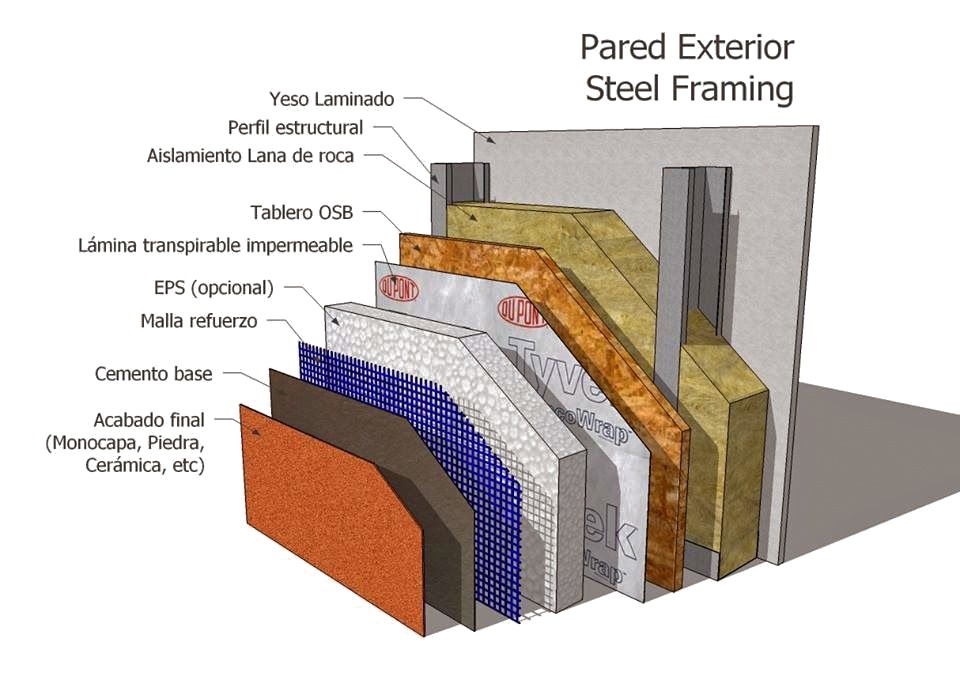 Pared Exterior
Steel Framing
Yeso Laminado
Perfil estructural
Aislamiento Lana de roca
Tablero OSB
Lámina transpirable impermeable
EPS (opcional)
Malla refuerzo
Cemento base
Acabado final
(Monocapa, Piedra,
Cerámica, etc)
DUPONT
DUPONT
Tyvek
coWrap
ek
Wrap